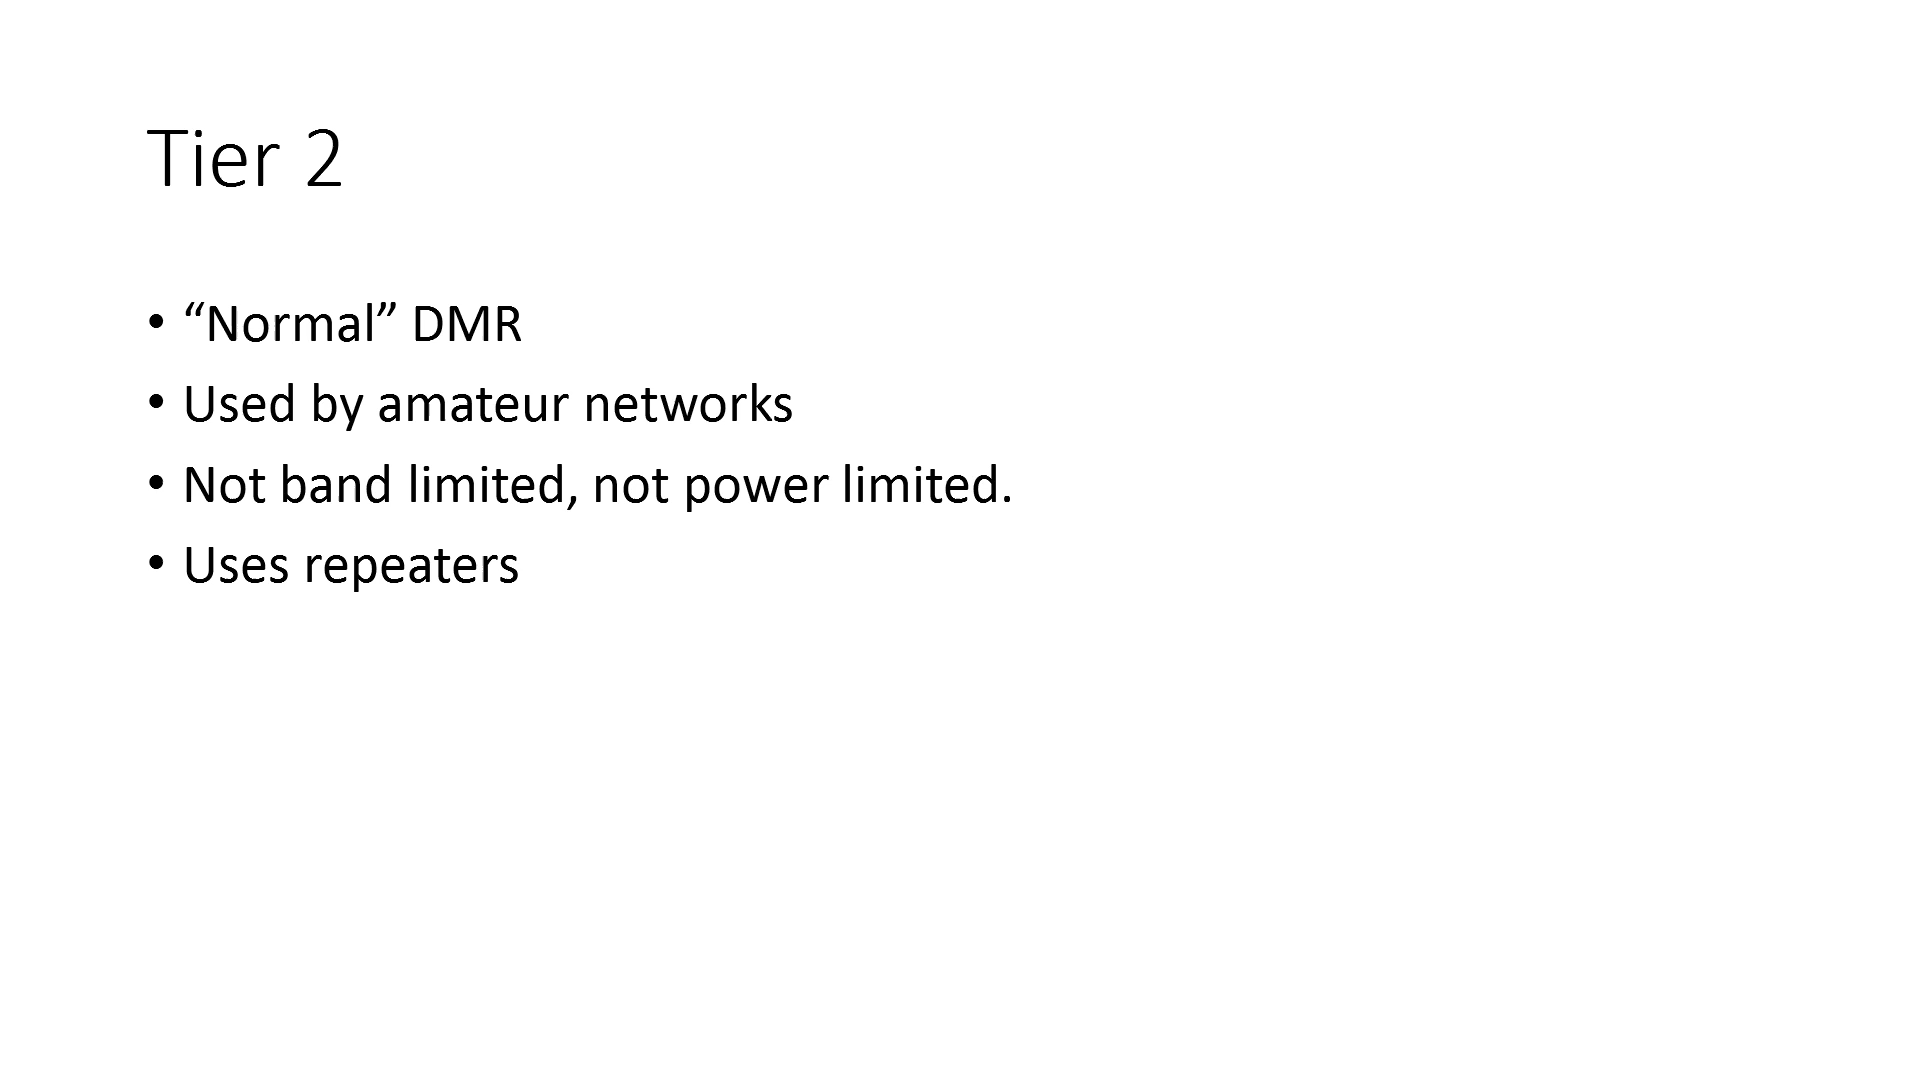 Tier 2
• “Normal” DMR
• Used by amateur networks
• Not band limited, not power limited.
• Uses repeaters